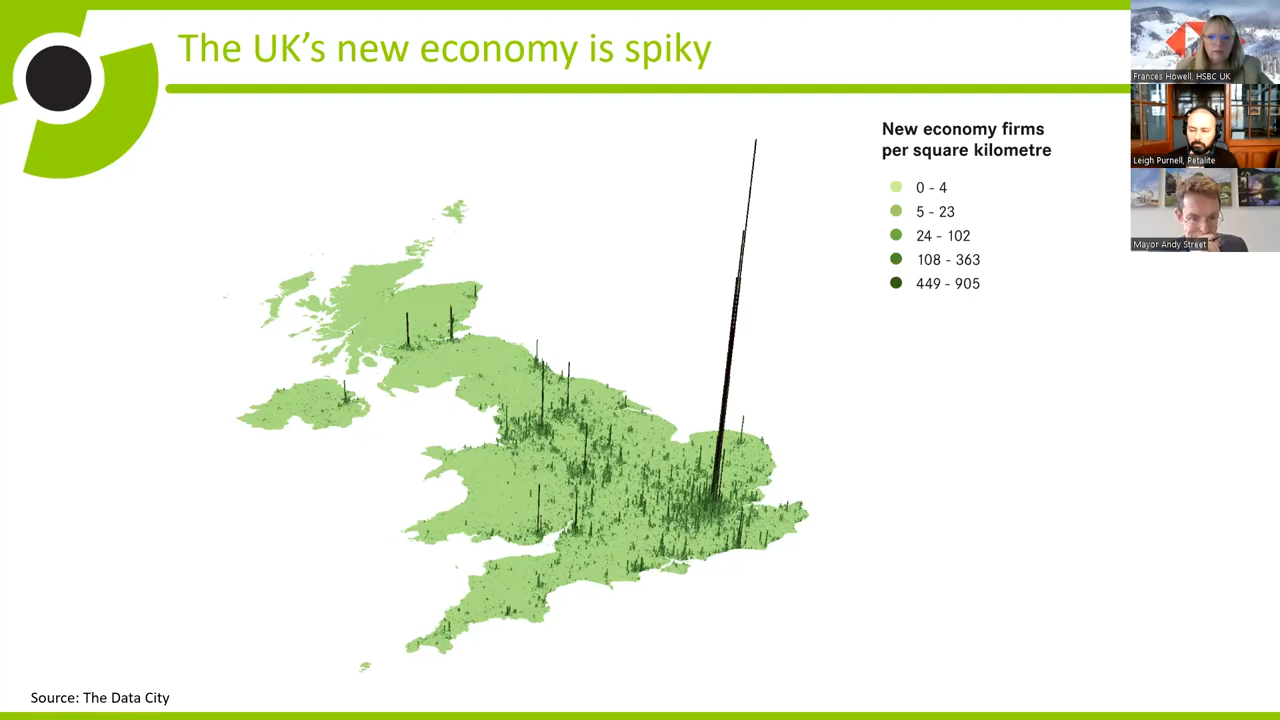 The UK's new economy is spiky
New economy firms
per square kilometre
0 - 4
5 - 23
24 - 102
108 - 363
449 - 905
Source: The Data City
Frances Howell, HSBC UK
Leigh Purnell, Petalite
Mayor Andy Street